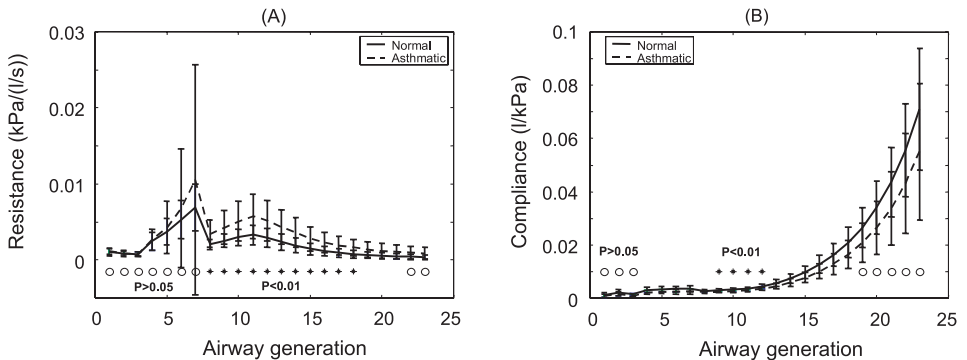 (A)
Resistance (kPa/(l/s))
0.03
0.02
0.01
0
Normal
Asthmatic
P>0.05
P<0.01
0
5
10
15
20
25
Airway generation
(B)
Compliance (l/kPa)
0.1
0.08
0.06
0.04
0.02
0
Normal
Asthmatic
P>0.05
P<0.01
0
5
10
15
20
25
Airway generation